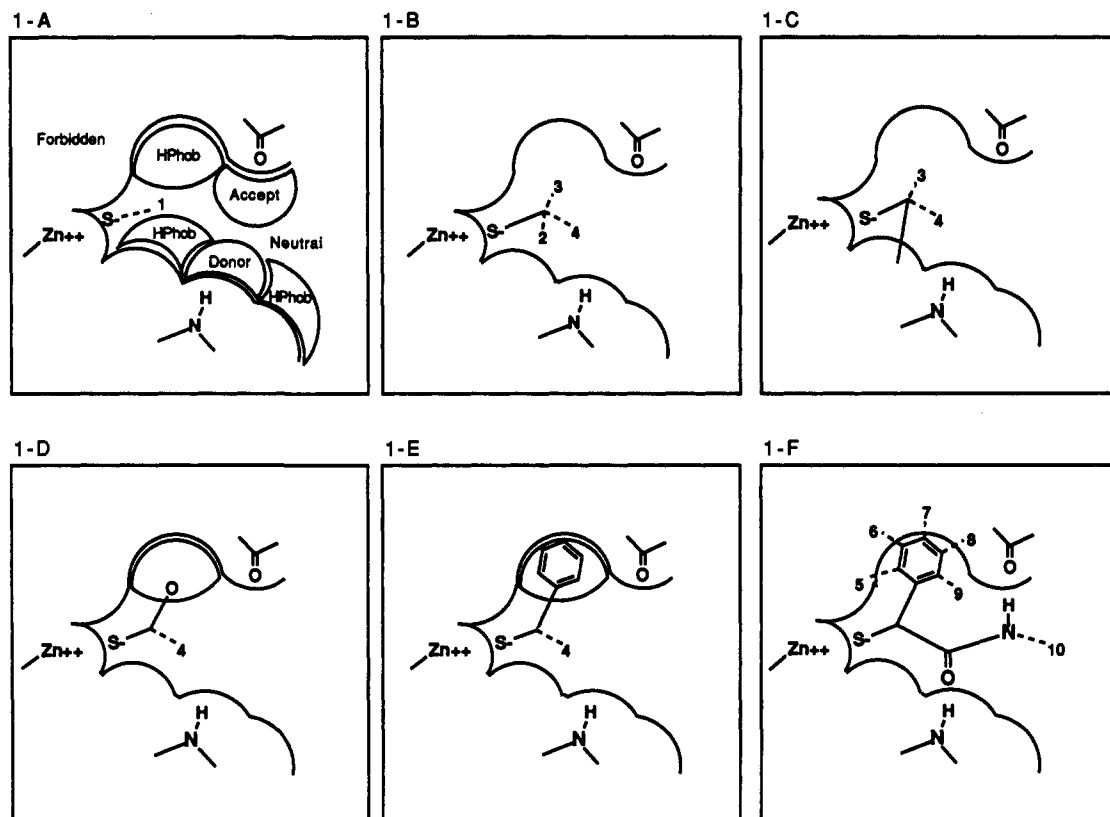 1-A
Forbidden
HPhob
O
Accept
S-
1
HPhob
Zn++
Neutral
Donor
HPhob
H
N
1-B
O
3
S-
2
4
Zn++
H
N
1-C
O
3
S-
4
Zn++
H
N
1-D
O
O
S-
4
Zn++
H
N
1-E
O
S-
4
Zn++
H
N
1-F
7
6
8
O
5
9
H
S-
N
10
Zn++
O
H
N